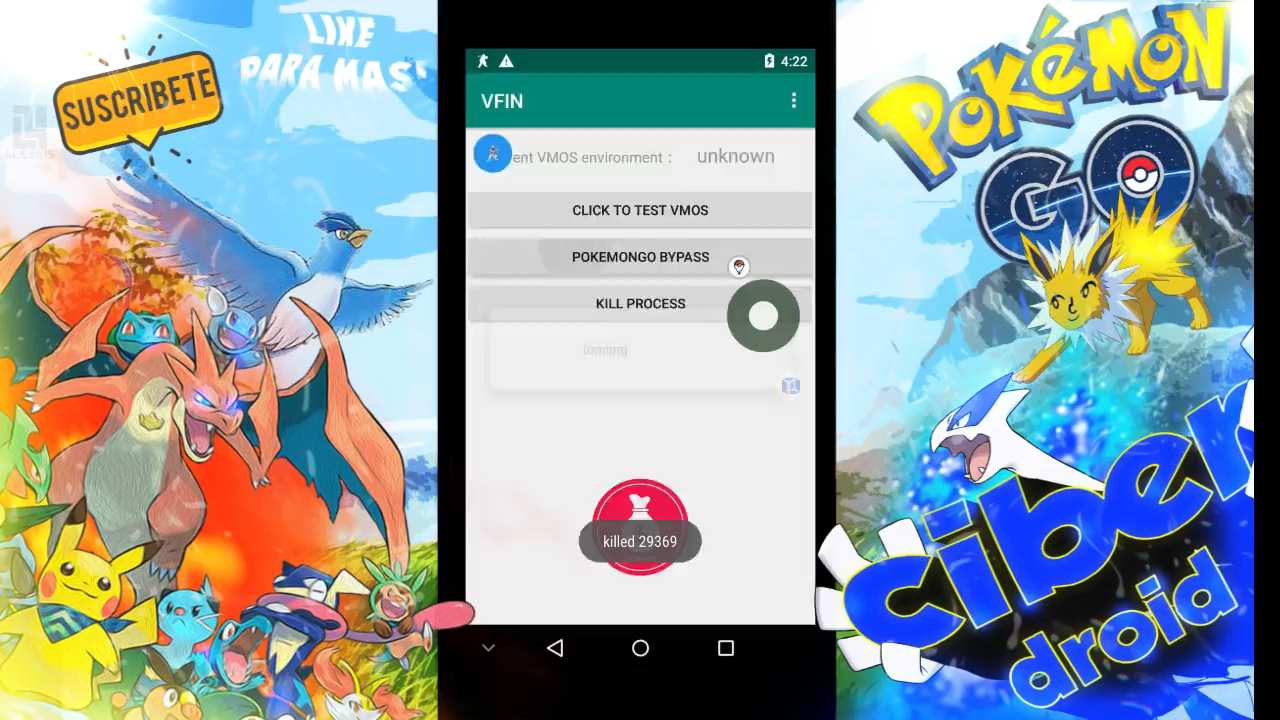 LIKE
PARA MAS
SUSCRIBETE
4:22
VFIN
ent VMOS environment : unknown
CLICK TO TEST VMOS
POKEMONGO BYPASS
KILL PROCESS
loading
killed 29369
POKéMON
GO
ciber
droid